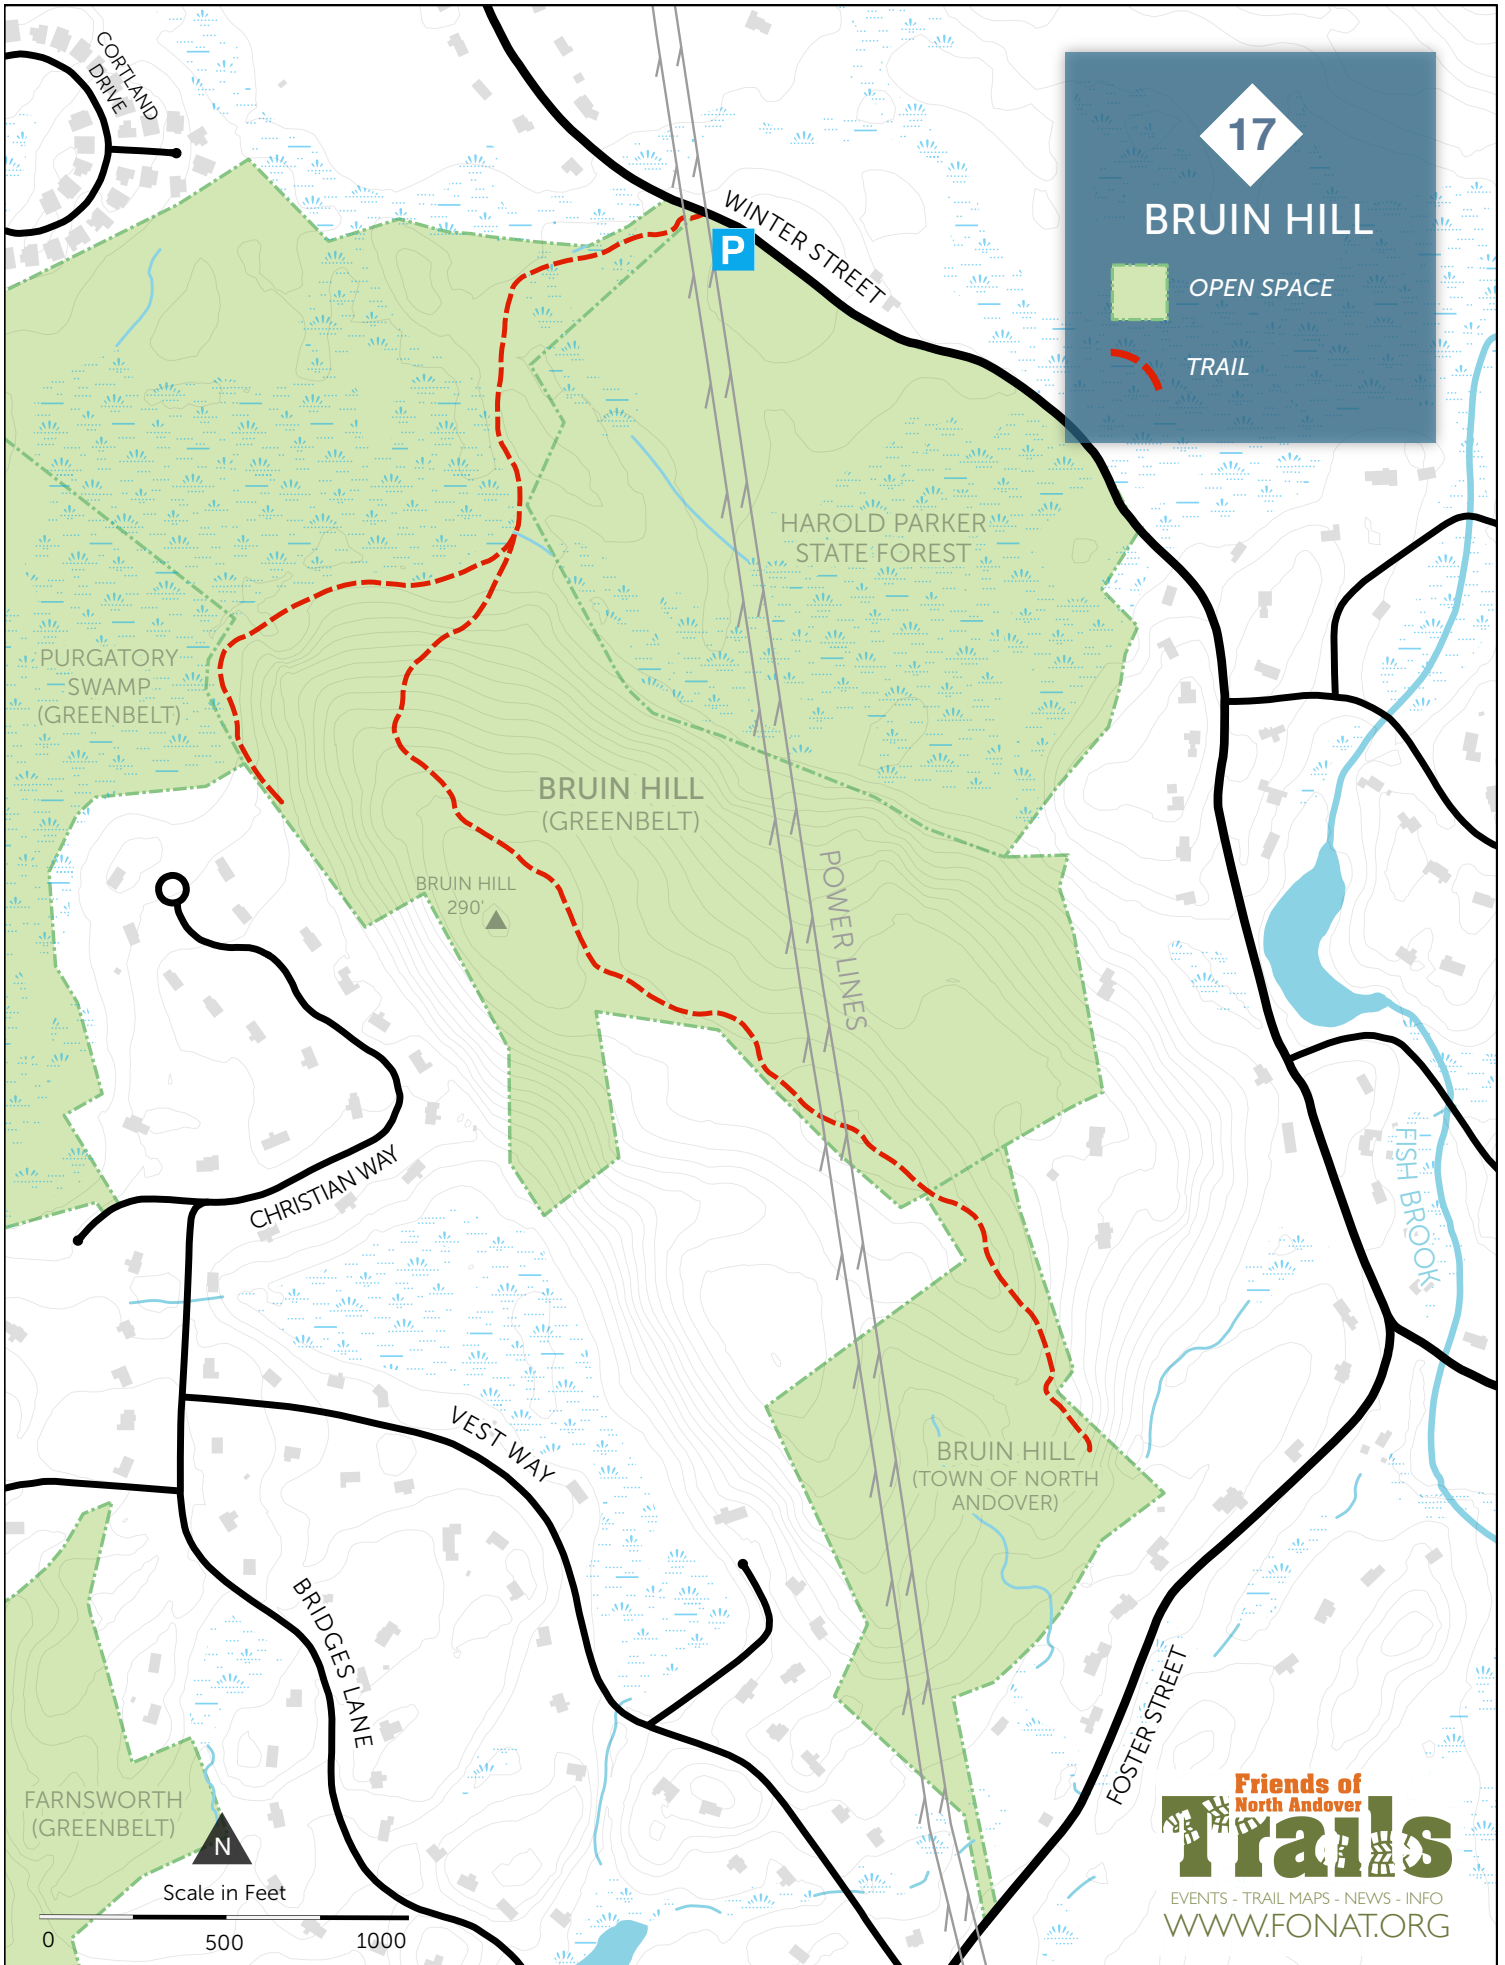 CORTLAND
DRIVE
17
BRUIN HILL
OPEN SPACE
TRAIL
WINTER STREET
P
HAROLD PARKER
STATE FOREST
PURGATORY
SWAMP
(GREENBELT)
BRUIN HILL
(GREENBELT)
BRUIN HILL
290'
POWER LINES
CHRISTIAN WAY
FISH BROOK
VEST WAY
BRUIN HILL
(TOWN OF NORTH
ANDOVER)
BRIDGES LANE
FOSTER STREET
FARNSWORTH
(GREENBELT)
N
Scale in Feet
0 500 1000
Friends of
North Andover
Trails
EVENTS - TRAIL MAPS - NEWS - INFO
WWW.FONAT.ORG